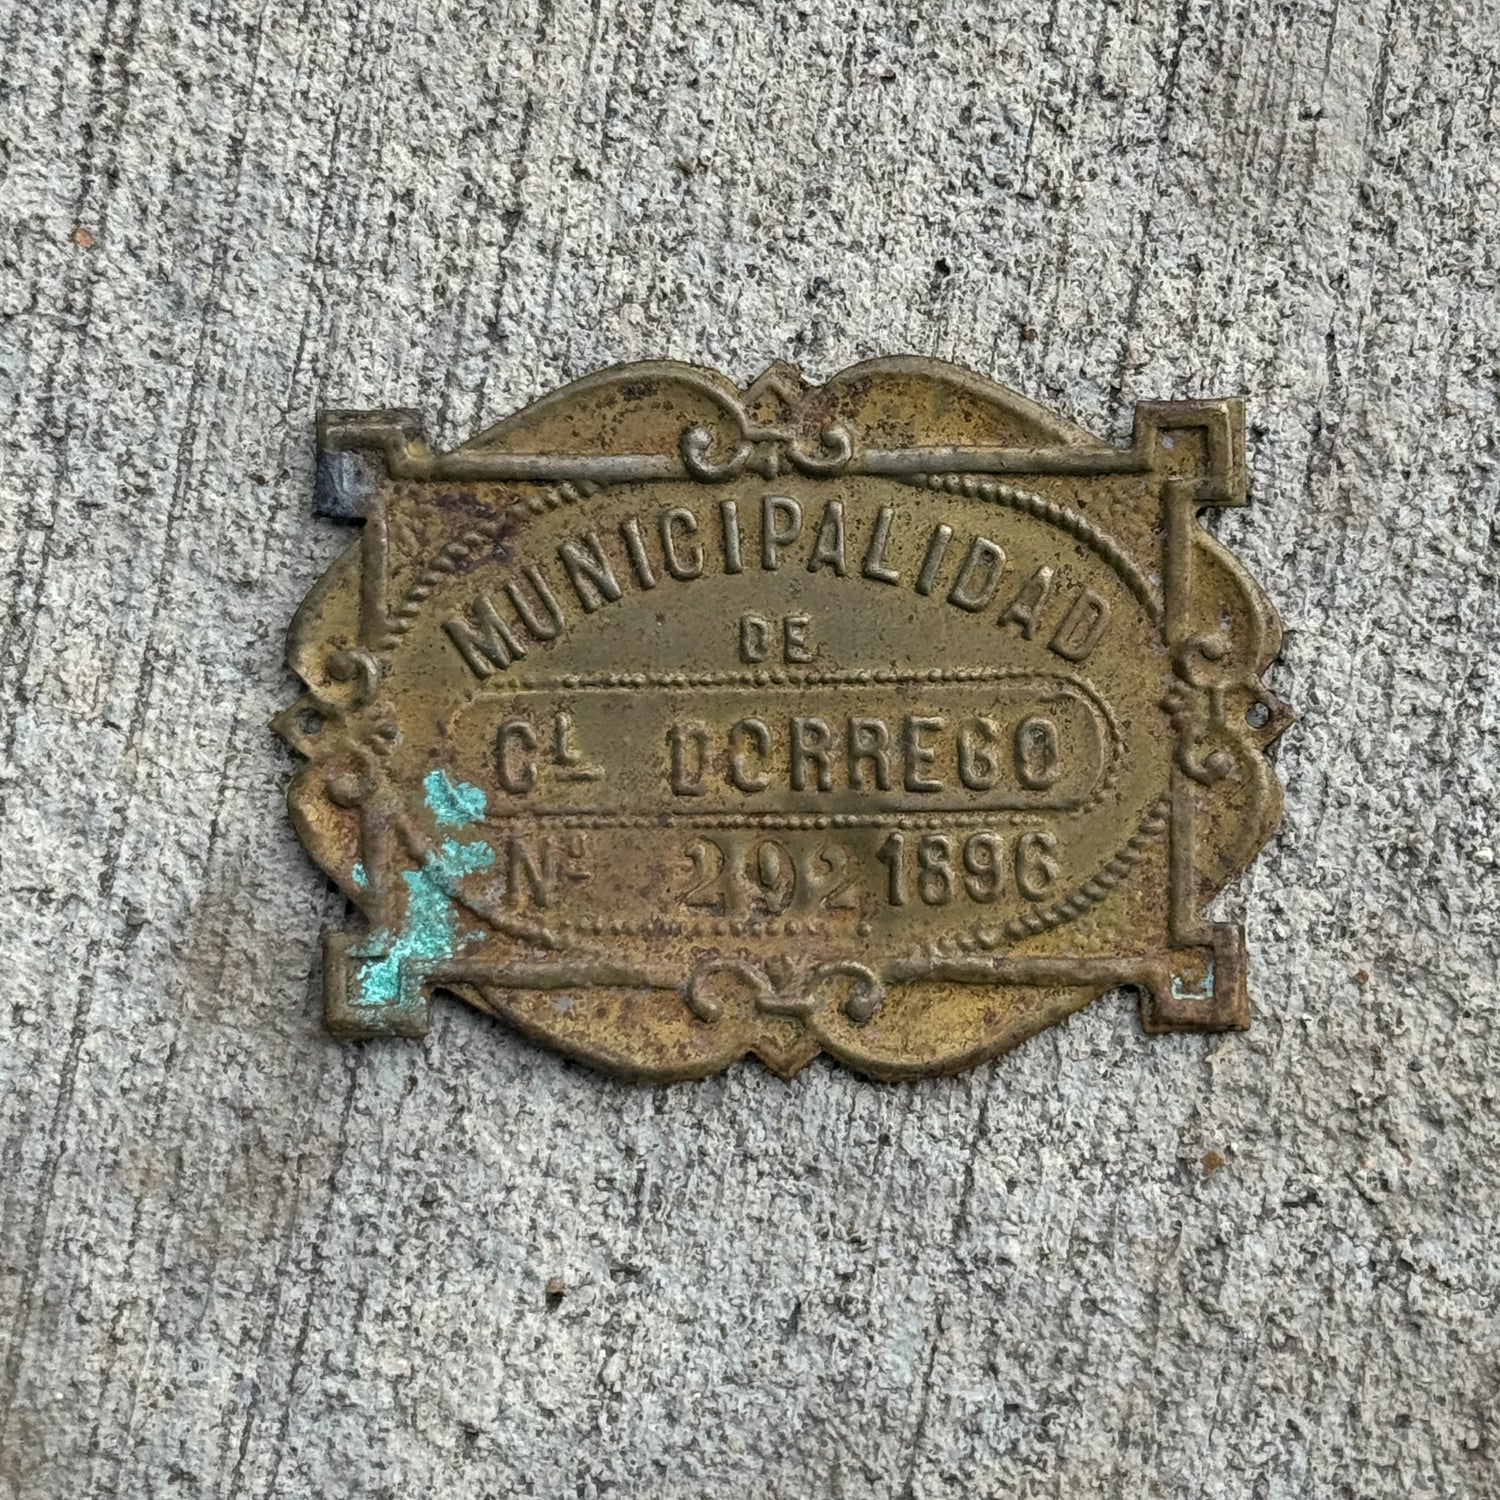 MUNICIPALIDAD
DE
CL DORREGO
Nº 292 1896